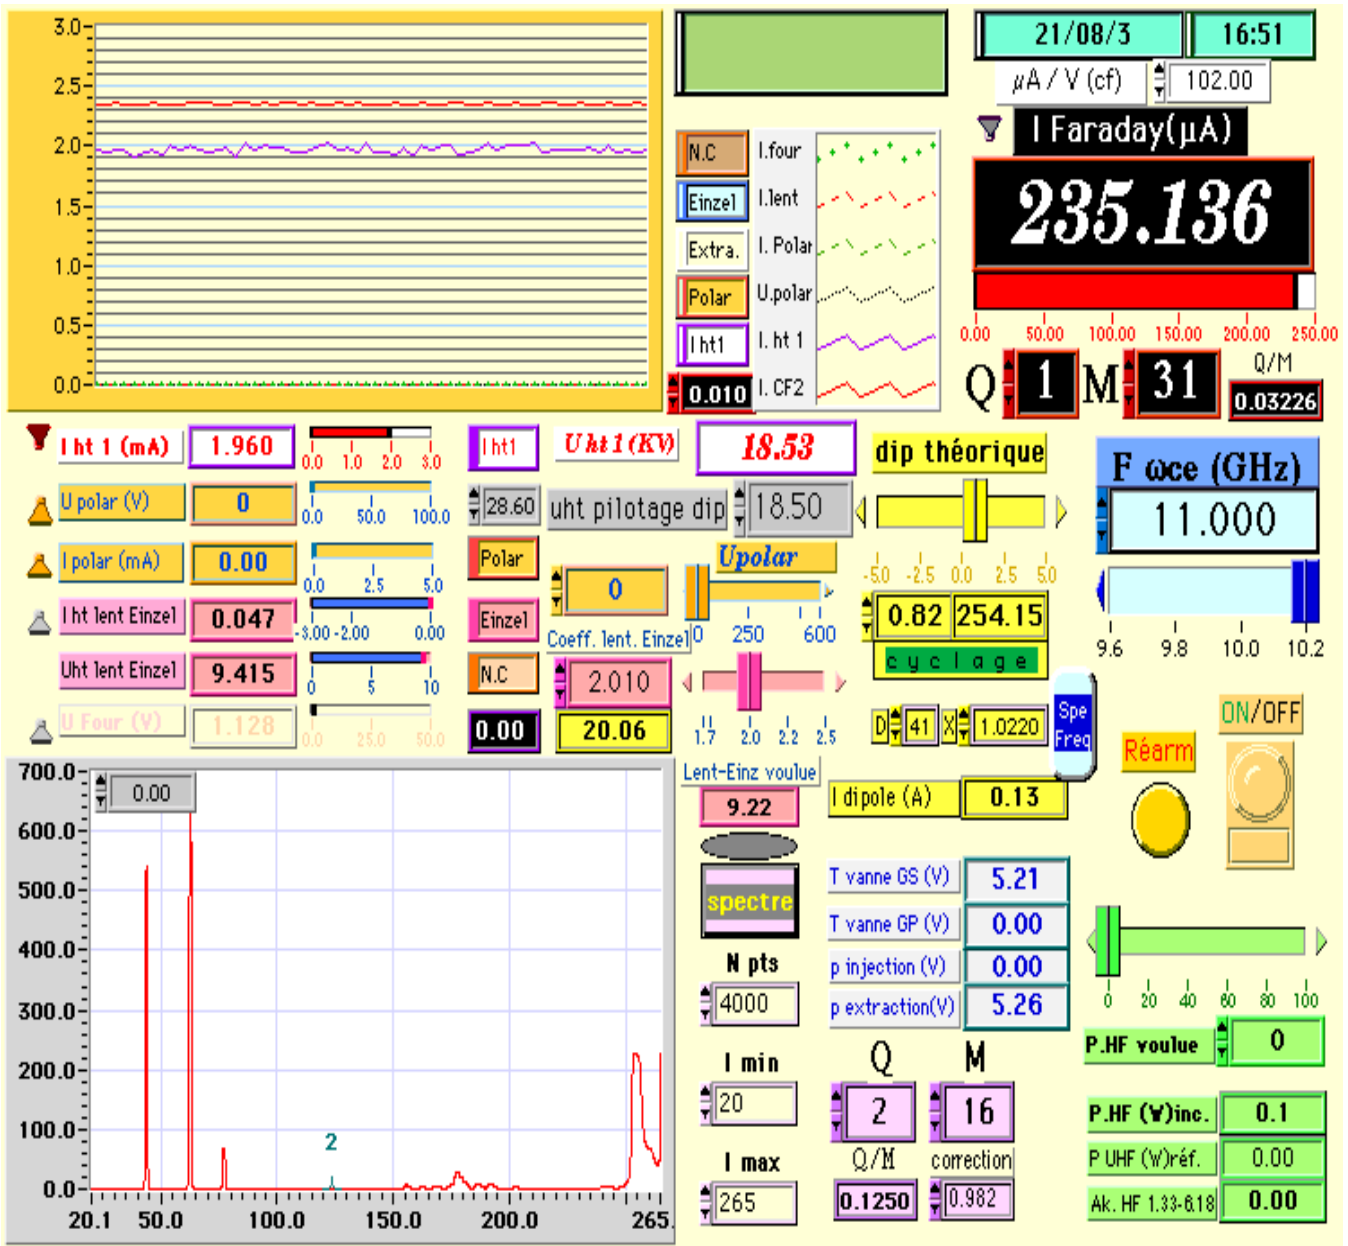 3.0
2.5
2.0
1.5
1.0
0.5
0.0
21/08/3 16:51
µA / V (cf) 102.00
I Faraday(µA)
235.136
0.00 50.00 100.00 150.00 200.00 250.00
Q 1 M 31 Q/M
0.03226
N.C I.four
Einzel I.lent
Extra. I. Polar
Polar U.polar
I ht1 I. ht 1
0.010 I. CF2
I ht 1 (mA) 1.960
0.0 1.0 2.0 3.0
U polar (V) 0
0.0 50.0 100.0
I polar (mA) 0.00
0.0 2.5 5.0
I ht lent Einzel 0.047
-3.00 -2.00 0.00
Uht lent Einzel 9.415
0 5 10
U Four (V) 1.128
0.0 25.0 50.0
I ht1 U ht 1 (KV) 18.53
28.60 uht pilotage dip 18.50
Polar
Upolar
0
0 250 600
Einzel
Coeff. lent. Einzel
N.C 2.010
1.7 2.0 2.2 2.5
0.00 20.06
Lent-Einz voulue
9.22
spectre
N pts
4000
I min
20
I max
265
dip théorique
-5.0 -2.5 0.0 2.5 5.0
0.82 254.15
cyclage
D 41 X 1.0220
Spe
Freq
I dipole (A) 0.13
T vanne GS (V) 5.21
T vanne GP (V) 0.00
p injection (V) 0.00
p extraction(V) 5.26
Q M
2 16
Q/M correction
0.1250 0.982
F ωce (GHz)
11.000
9.6 9.8 10.0 10.2
ON/OFF
Réarm
0 20 40 60 80 100
P.HF voulue 0
P.HF (W)inc. 0.1
P UHF (W)réf. 0.00
Ak. HF 1.33-6.18 0.00
0.00
700.0
600.0
500.0
400.0
300.0
200.0
100.0
0.0
2
20.1 50.0 100.0 150.0 200.0 265.